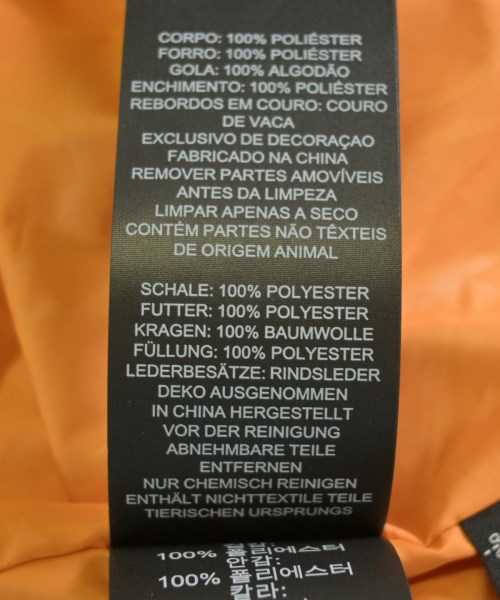 CORPO: 100% POLIÉSTER
FORRO: 100% POLIÉSTER
GOLA: 100% ALGODÃO
ENCHIMENTO: 100% POLIÉSTER
REBORDOS EM COURO: COURO
DE VACA
EXCLUSIVO DE DECORAÇAO
FABRICADO NA CHINA
REMOVER PARTES AMOVÍVEIS
ANTES DA LIMPEZA
LIMPAR APENAS A SECO
CONTÉM PARTES NÃO TÊXTEIS
DE ORIGEM ANIMAL
SCHALE: 100% POLYESTER
FUTTER: 100% POLYESTER
KRAGEN: 100% BAUMWOLLE
FÜLLUNG: 100% POLYESTER
LEDERBESÄTZE: RINDSLEDER
DEKO AUSGENOMMEN
IN CHINA HERGESTELLT
VOR DER REINIGUNG
ABNEHMBARE TEILE
ENTFERNEN
NUR CHEMISCH REINIGEN
ENTHÄLT NICHTTEXTILE TEILE
TIERISCHEN URSPRUNGS
100% 폴리에스터
안감:
100% 폴리에스터
칼라: